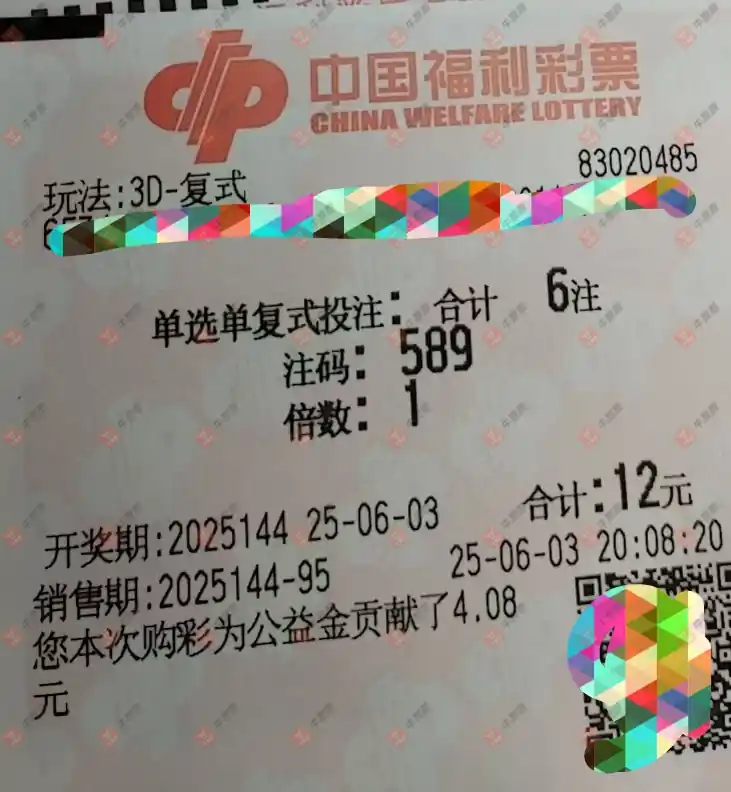 中国福利彩票
CHINA WELFARE LOTTERY
83020485
玩法:3D-复式
单选单复式投注: 合计 6注
注码: 589
倍数: 1
合计:12元
开奖期:2025144 25-06-03
销售期:2025144-95 25-06-03 20:08:20
您本次购彩为公益金贡献了4.08
元